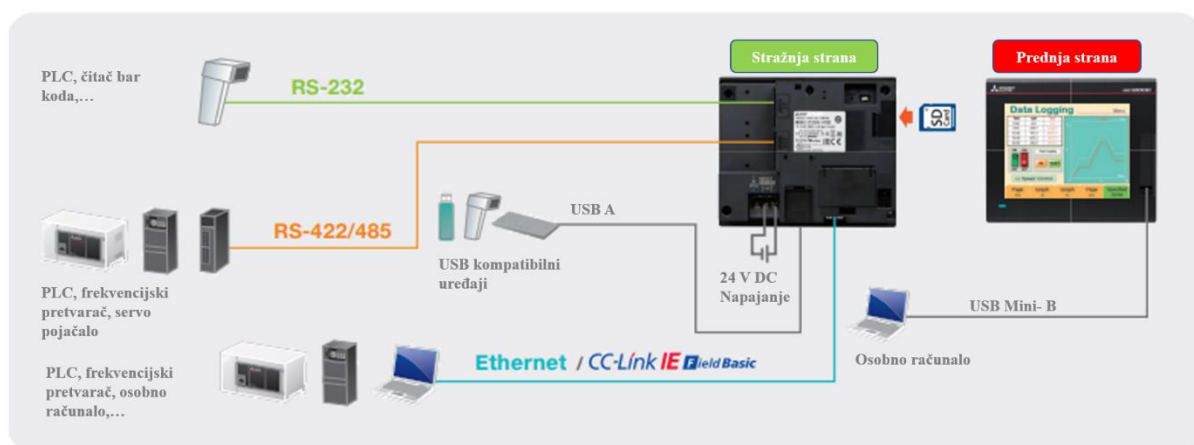 Stražnja strana
Prednja strana
PLC, čitač bar
koda,…
RS-232
SD
Card
Data Logging
RS-422/485
USB A
USB kompatibilni
uređaji
24 V DC
Napajanje
PLC, frekvencijski
pretvarač, servo
pojačalo
USB Mini- B
Osobno računalo
Ethernet / CC-Link IE Field Basic
PLC, frekvencijski
pretvarač, osobno
računalo,…